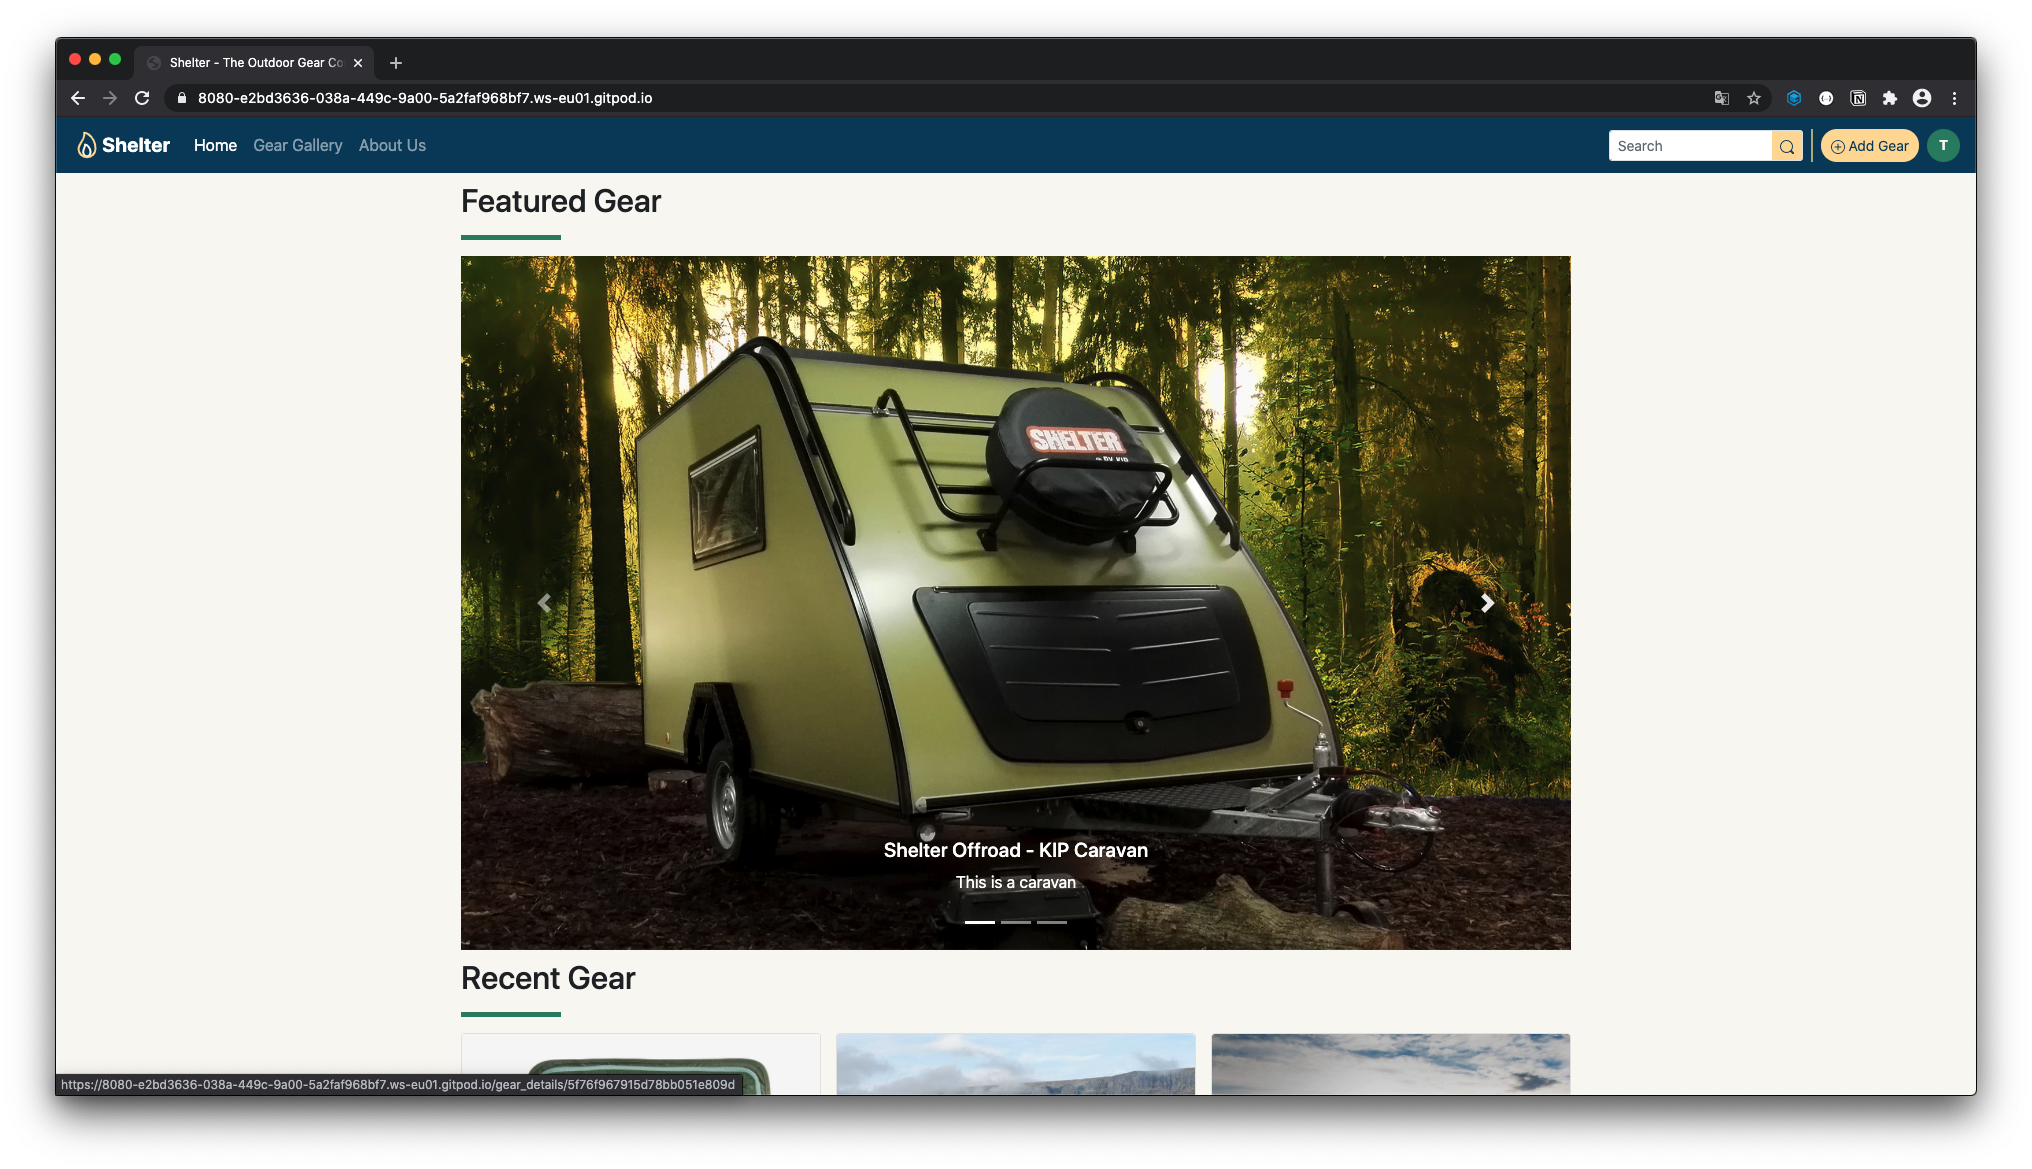 Shelter - The Outdoor Gear Co
8080-e2bd3636-038a-449c-9a00-5a2faf968bf7.ws-eu01.gitpod.io
Shelter Home Gear Gallery About Us Search Add Gear T
Featured Gear
SHELTER
BY KIP
Shelter Offroad - KIP Caravan
This is a caravan
Recent Gear
https://8080-e2bd3636-038a-449c-9a00-5a2faf968bf7.ws-eu01.gitpod.io/gear_details/5f76f967915d78bb051e809d